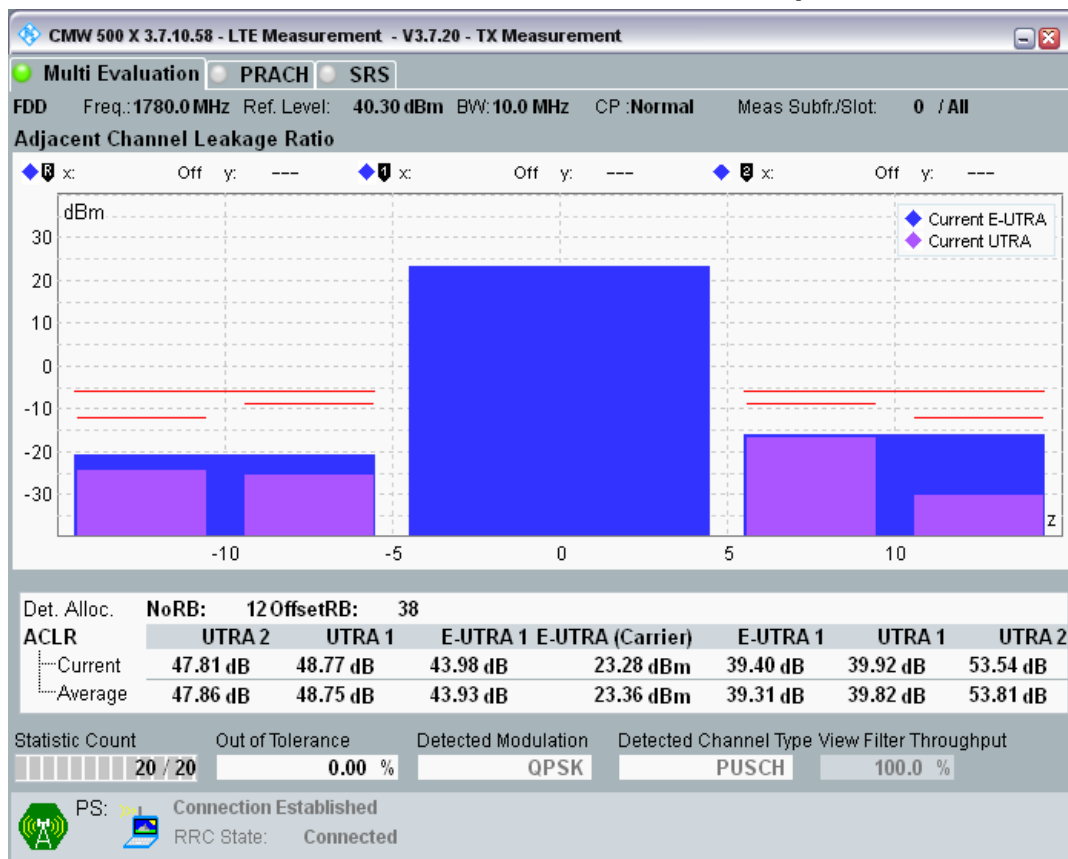 CMW 500 X 3.7.10.58 - LTE Measurement - V3.7.20 - TX Measurement
Multi Evaluation PRACH SRS
FDD Freq.: 1780.0 MHz Ref. Level: 40.30 dBm BW: 10.0 MHz CP :Normal Meas Subfr./Slot: 0 / All
Adjacent Channel Leakage Ratio
R x: Off y: --- 1 x: Off y: --- 2 x: Off y: ---
dBm
Current E-UTRA
Current UTRA
30
20
10
0
-10
-20
-30
z
-10 -5 0 5 10
Det. Alloc. NoRB: 12 OffsetRB: 38
ACLR UTRA 2 UTRA 1 E-UTRA 1 E-UTRA (Carrier) E-UTRA 1 UTRA 1 UTRA 2
Current 47.81 dB 48.77 dB 43.98 dB 23.28 dBm 39.40 dB 39.92 dB 53.54 dB
Average 47.86 dB 48.75 dB 43.93 dB 23.36 dBm 39.31 dB 39.82 dB 53.81 dB
Statistic Count Out of Tolerance Detected Modulation Detected Channel Type View Filter Throughput
20 / 20 0.00 % QPSK PUSCH 100.0 %
PS: Connection Established
RRC State: Connected